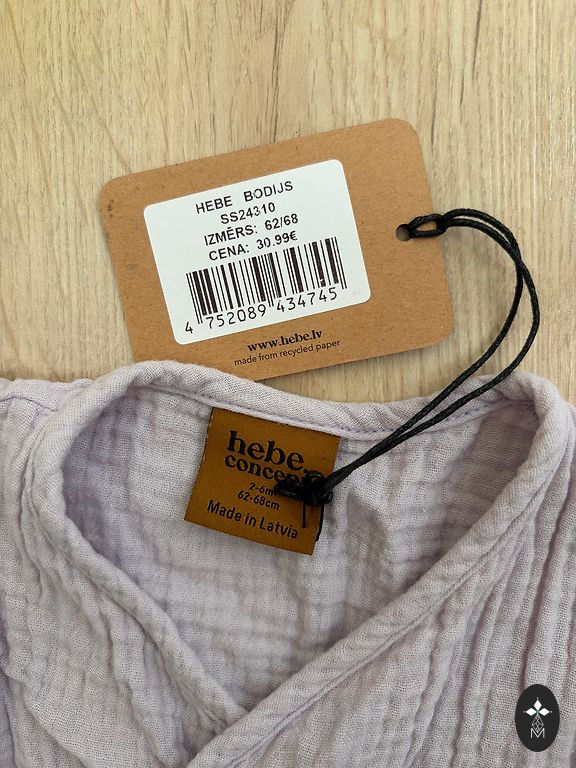 HEBE BODIJS
SS24310
IZMĒRS: 62/68
CENA: 30.99€
4 752089 434745
www.hebe.lv
made from recycled paper
hebe
2-6m
62-68cm
Made in Latvia